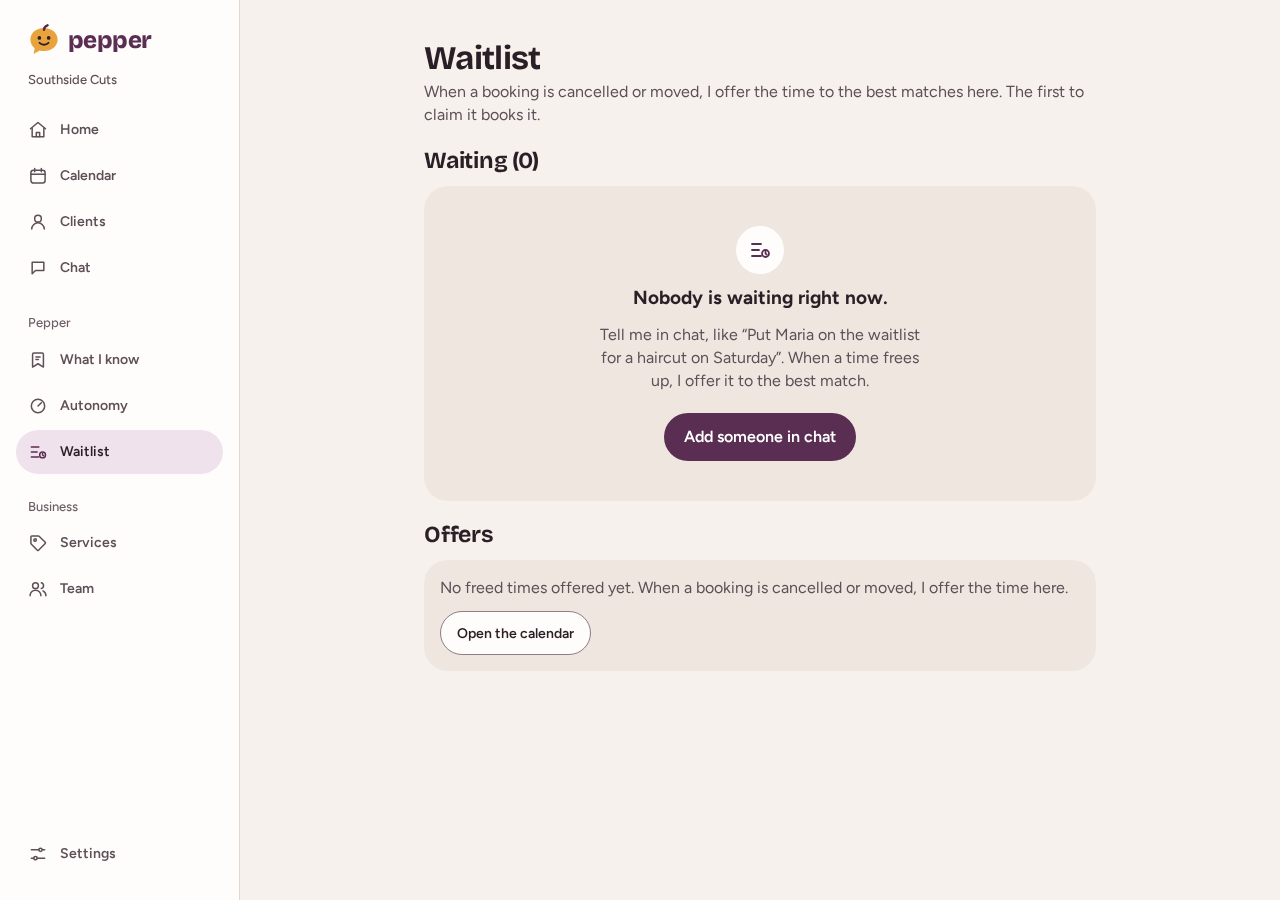 pepper
Southside Cuts
Home
Calendar
Clients
Chat
Pepper
What I know
Autonomy
Waitlist
Business
Services
Team
Settings
Waitlist
When a booking is cancelled or moved, I offer the time to the best matches here. The first to
claim it books it.
Waiting (0)
Nobody is waiting right now.
Tell me in chat, like “Put Maria on the waitlist
for a haircut on Saturday”. When a time frees
up, I offer it to the best match.
Add someone in chat
Offers
No freed times offered yet. When a booking is cancelled or moved, I offer the time here.
Open the calendar